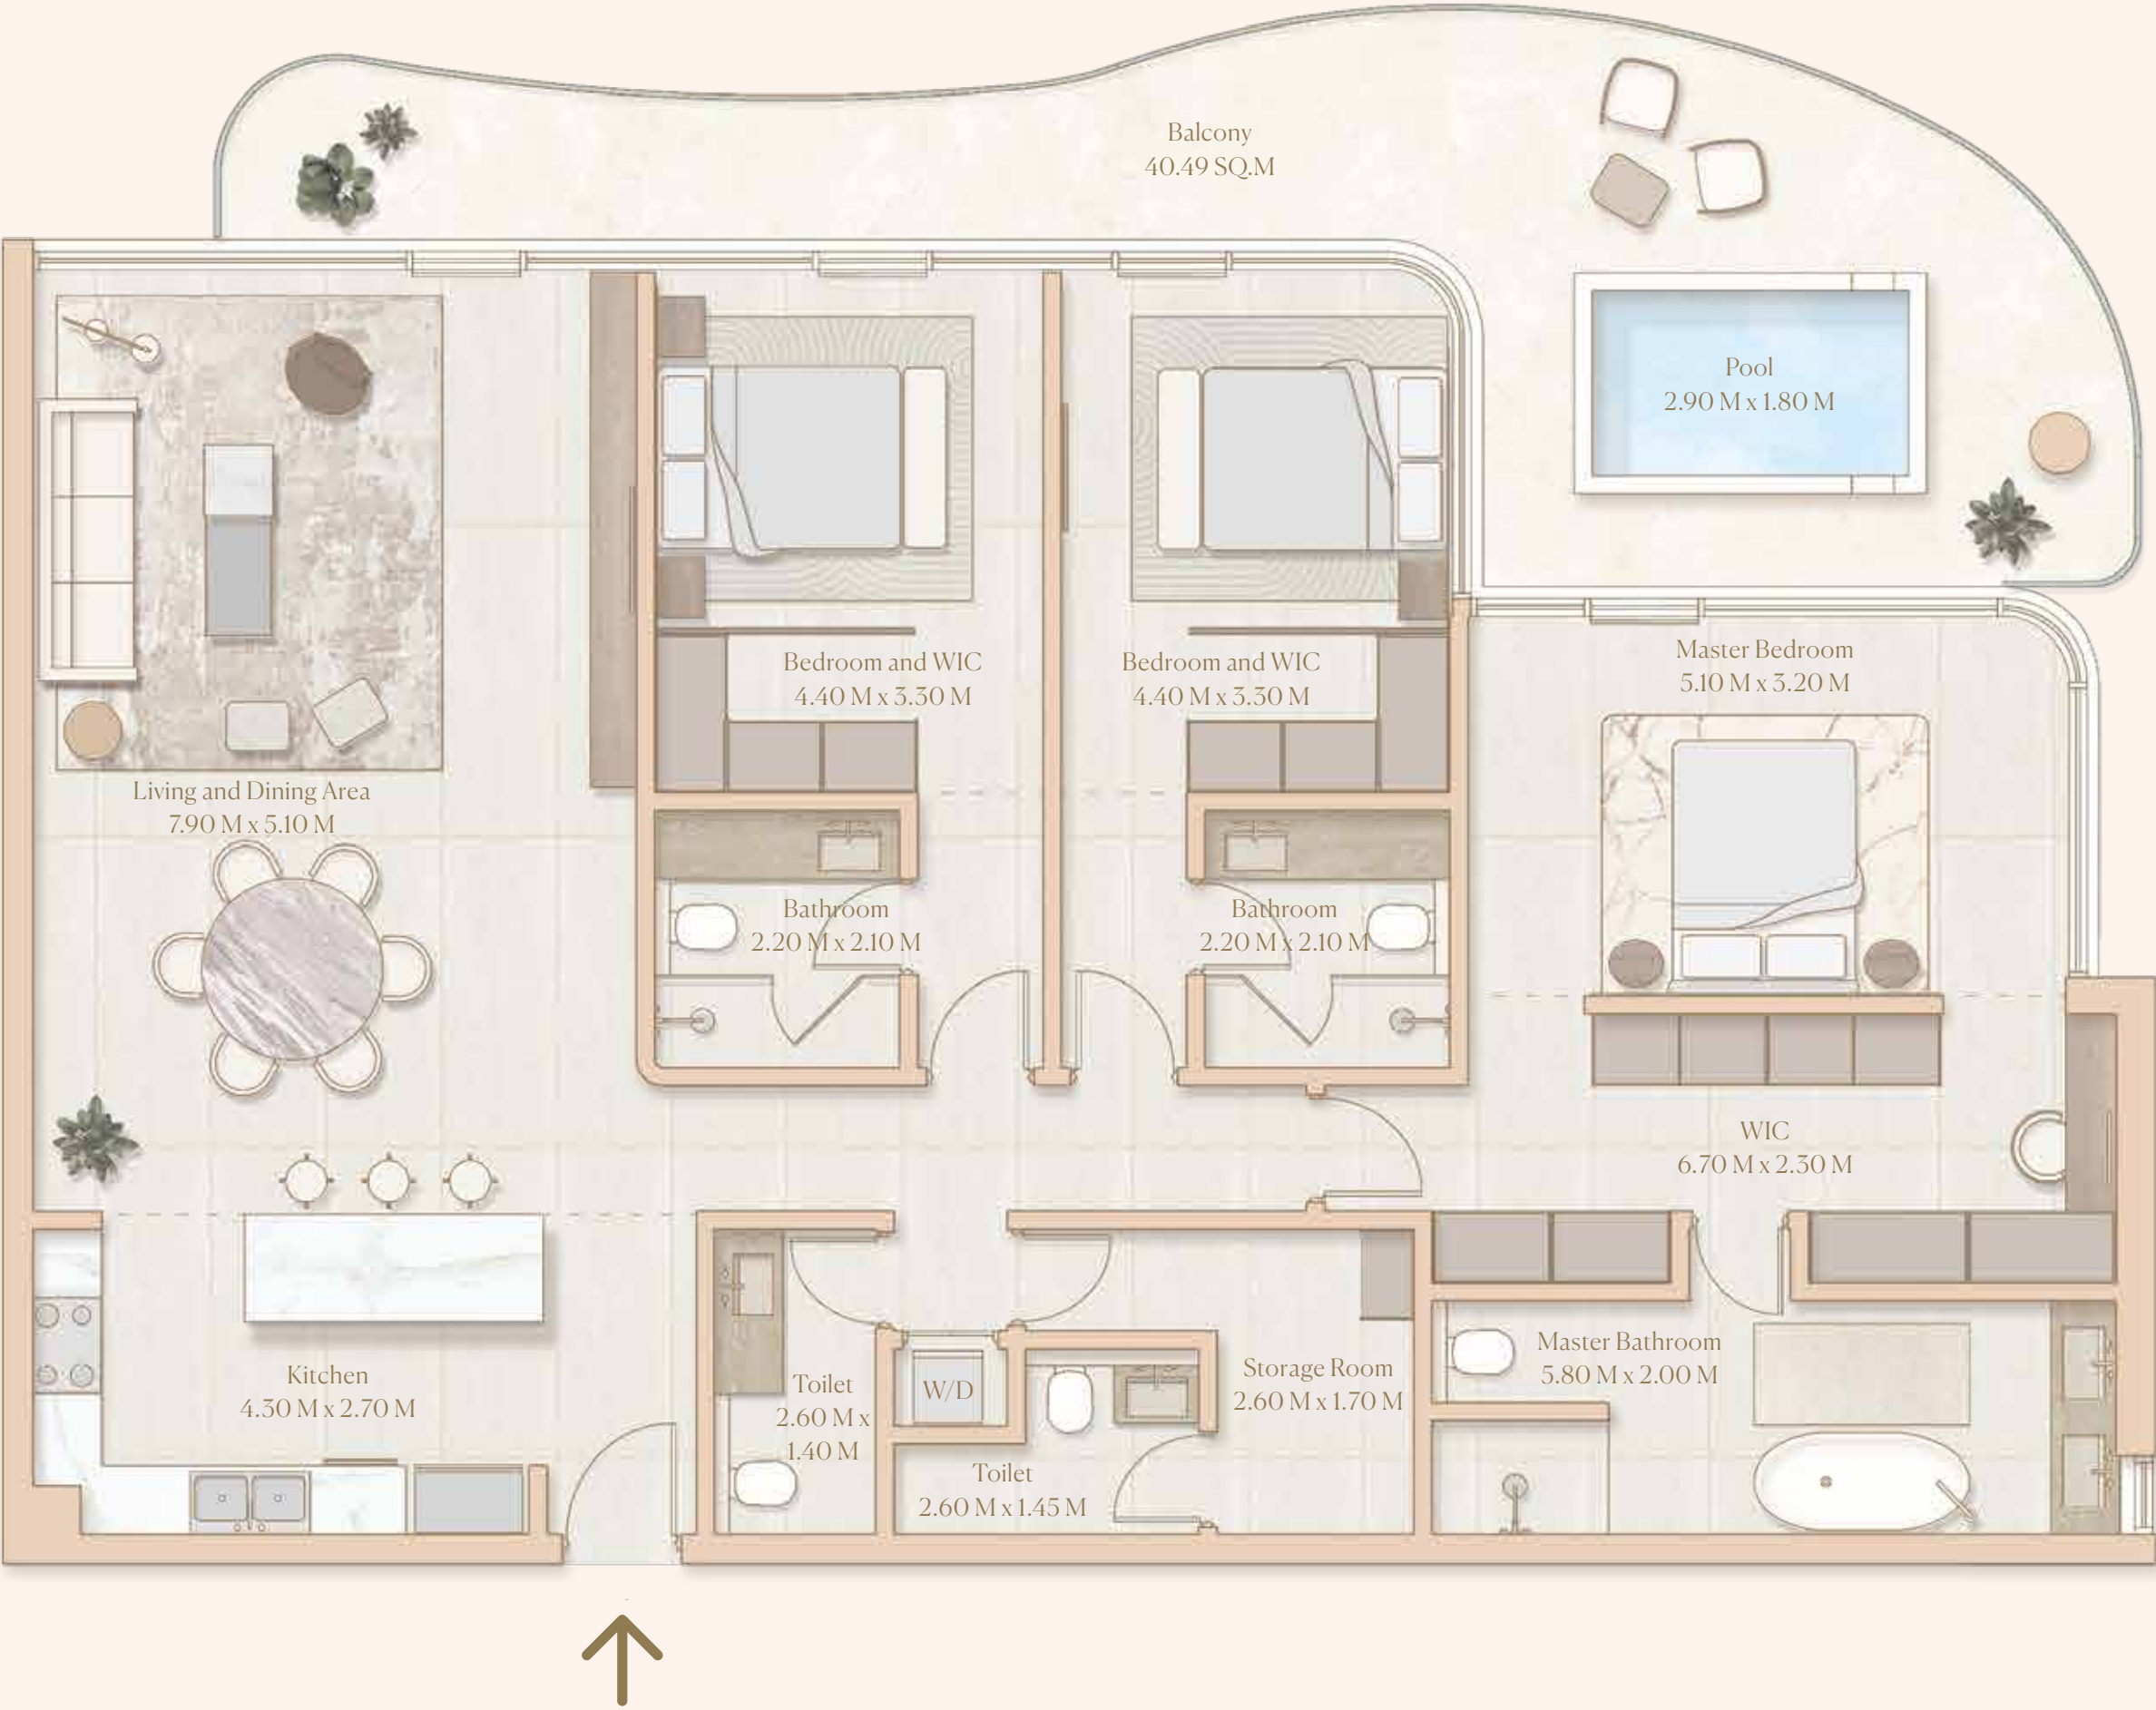 Balcony
40.49 SQ.M
Pool
2.90 M x 1.80 M
Bedroom and WIC
4.40 M x 3.30 M
Bedroom and WIC
4.40 M x 3.30 M
Master Bedroom
5.10 M x 3.20 M
Living and Dining Area
7.90 M x 5.10 M
Bathroom
2.20 M x 2.10 M
Bathroom
2.20 M x 2.10 M
WIC
6.70 M x 2.30 M
Kitchen
4.30 M x 2.70 M
Toilet
2.60 M x
1.40 M
W/D
Toilet
2.60 M x 1.45 M
Storage Room
2.60 M x 1.70 M
Master Bathroom
5.80 M x 2.00 M